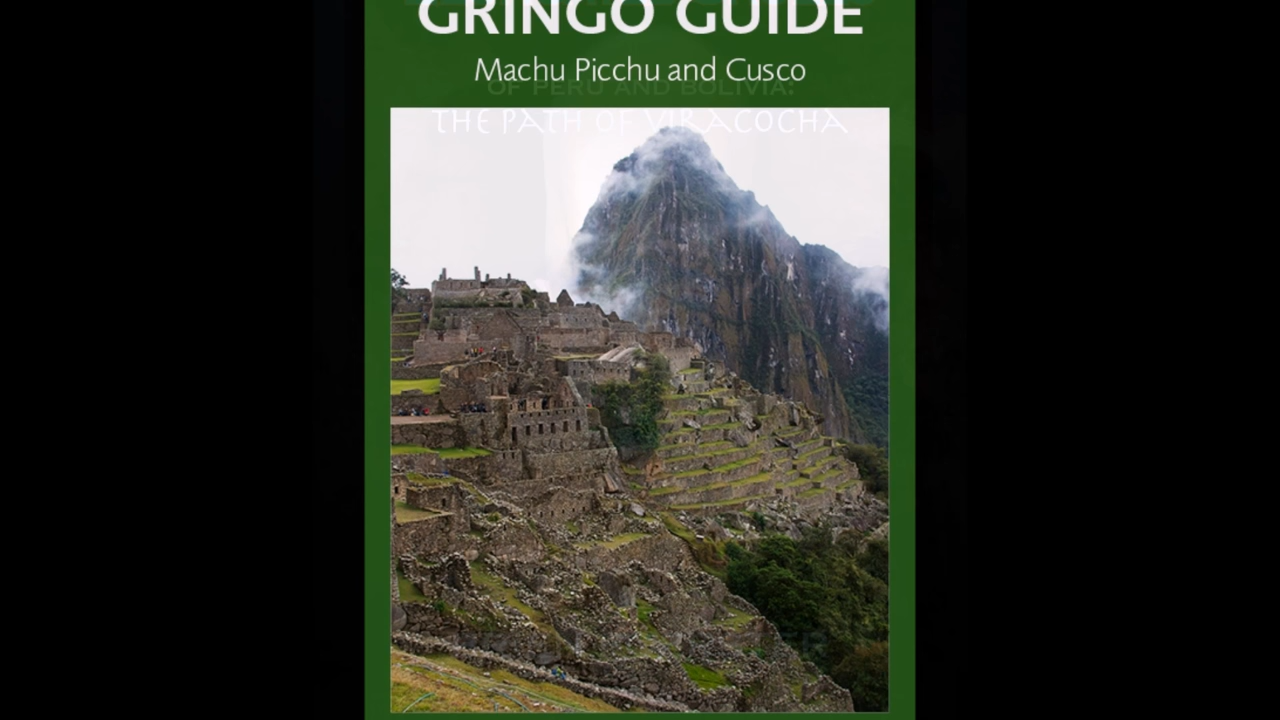 GRINGO GUIDE
Machu Picchu and Cusco
OF PERU AND BOLIVIA:
THE PATH OF VIRACOCHA